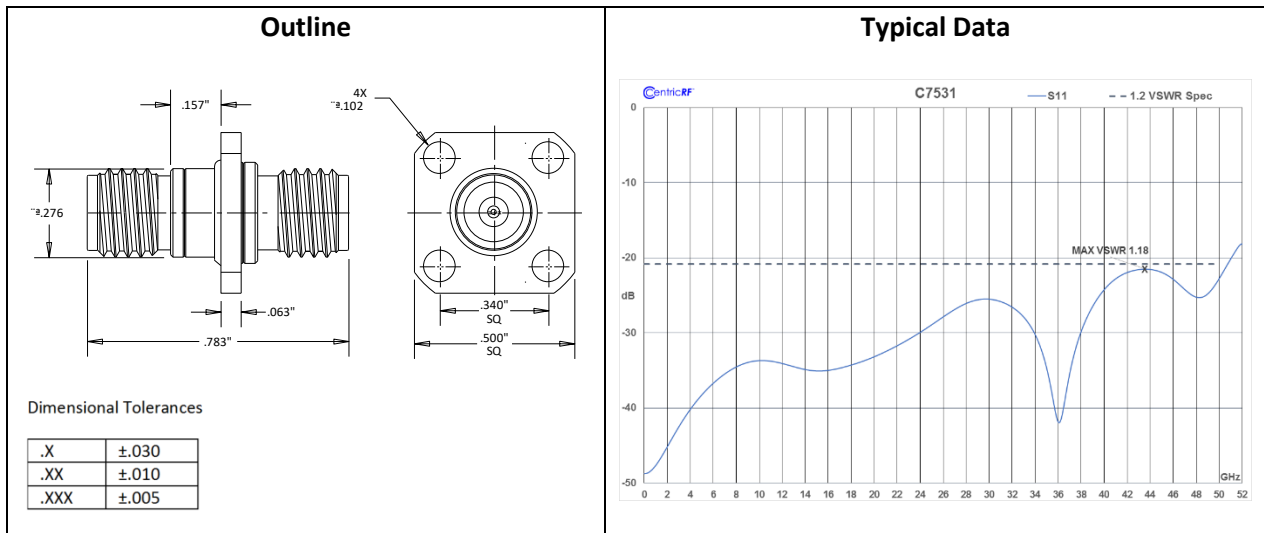 Outline
.157"
4X
¨ª.102
¨ª.276
.063"
.783"
.340"
SQ
.500"
SQ
Dimensional Tolerances
.X ±.030
.XX ±.010
.XXX ±.005
Typical Data
CentricRF
C7531
S11
1.2 VSWR Spec
0
-10
-20
-30
-40
-50
dB
MAX VSWR 1.18
X
GHz
0 2 4 6 8 10 12 14 16 18 20 22 24 26 28 30 32 34 36 38 40 42 44 46 48 50 52